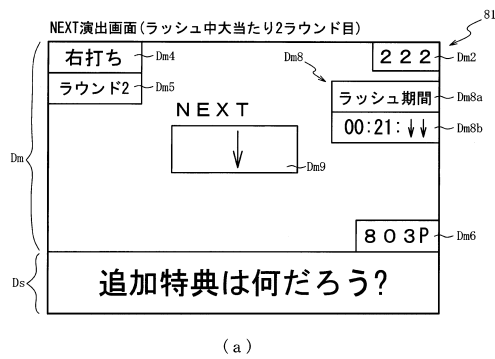 NEXT演出画面(ラッシュ中大当たり2ラウンド目)
81
右打ち
Dm4
ラウンド2
Dm5
Dm8
222
Dm2
ラッシュ期間
Dm8a
00:21:↓↓
Dm8b
NEXT
↓
Dm9
Dm
803P
Dm6
Ds
追加特典は何だろう?
(a)